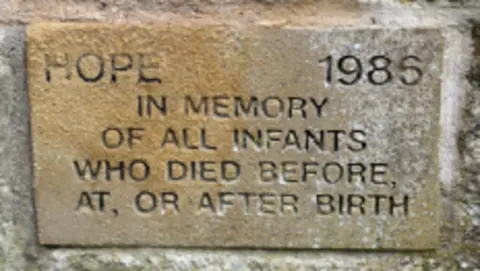 HOPE 1986
IN MEMORY
OF ALL INFANTS
WHO DIED BEFORE,
AT, OR AFTER BIRTH